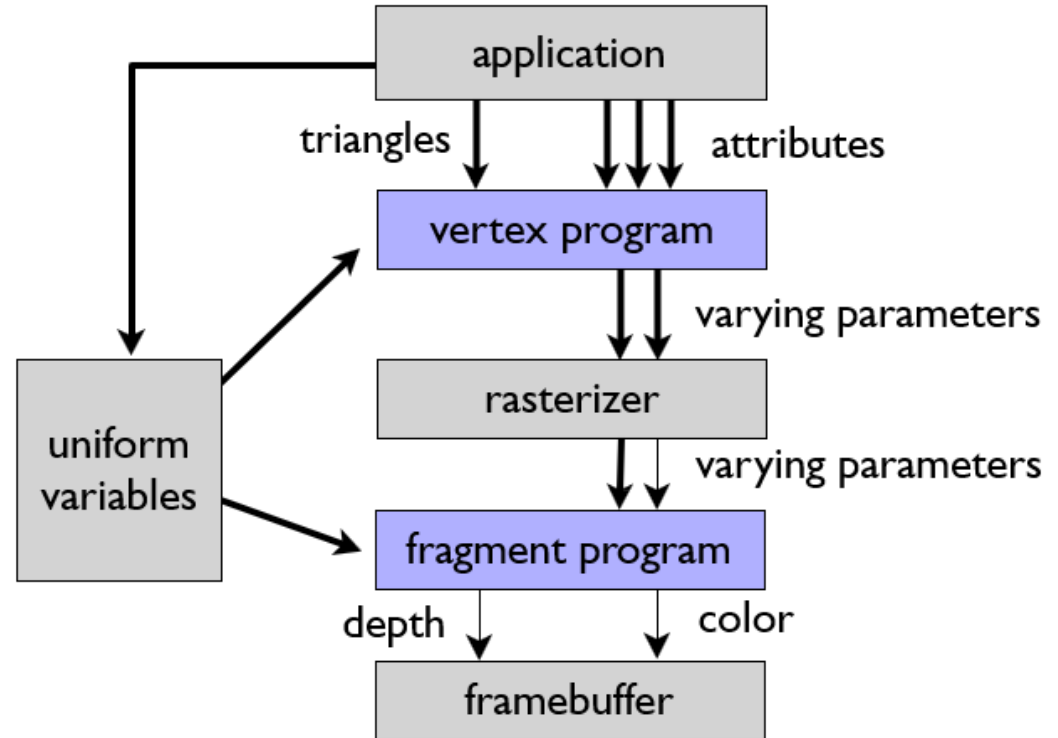 application
triangles
attributes
vertex program
varying parameters
rasterizer
uniform
variables
varying parameters
fragment program
depth
color
framebuffer